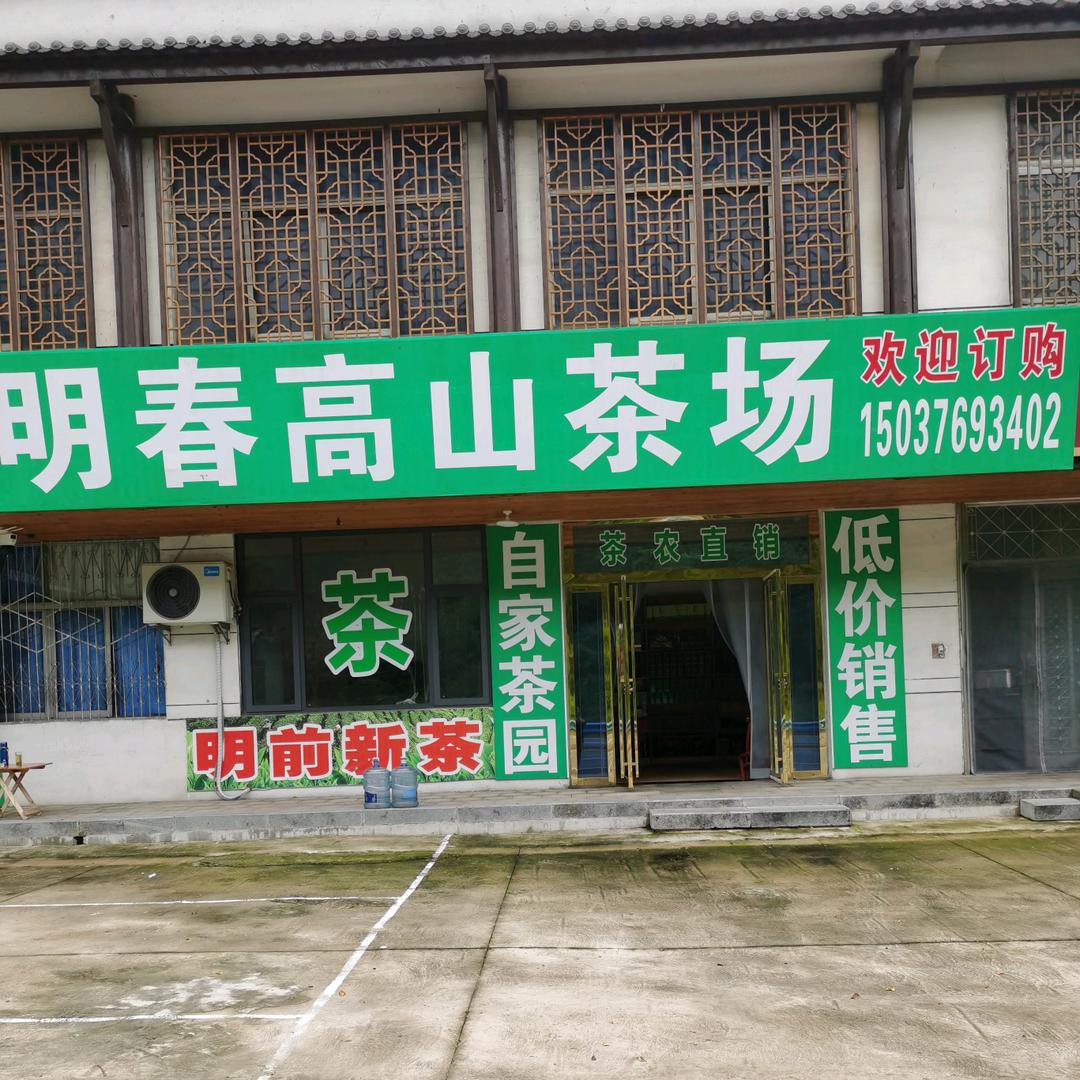 明春高山茶场
欢迎订购
15037693402
茶农直销
茶
自家茶园
低价销售
明前新茶
Midea